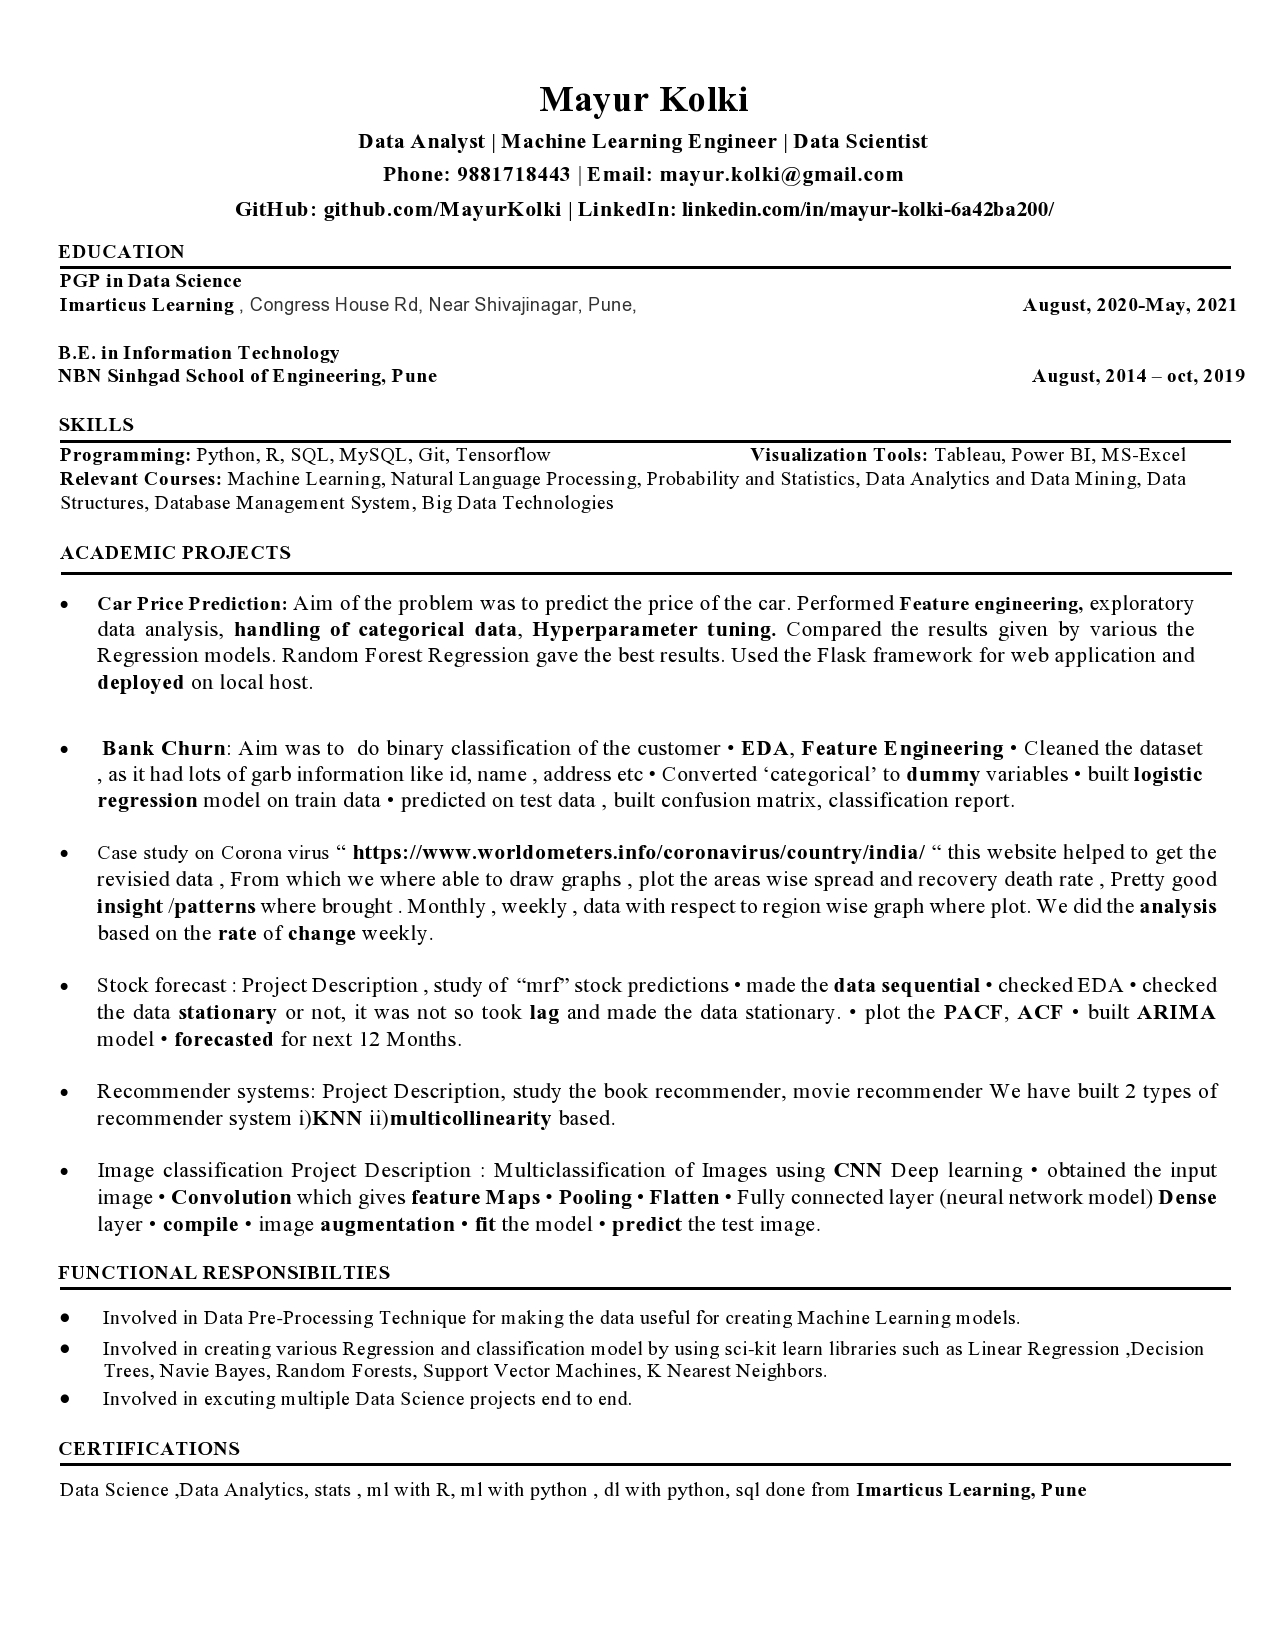 Mayur Kolki
Data Analyst | Machine Learning Engineer | Data Scientist
Phone: 9881718443 | Email: mayur.kolki@gmail.com
GitHub: github.com/MayurKolki | LinkedIn: linkedin.com/in/mayur-kolki-6a42ba200/
EDUCATION
PGP in Data Science
Imarticus Learning , Congress House Rd, Near Shivajinagar, Pune, August, 2020-May, 2021
B.E. in Information Technology
NBN Sinhgad School of Engineering, Pune August, 2014 – oct, 2019
SKILLS
Programming: Python, R, SQL, MySQL, Git, Tensorflow Visualization Tools: Tableau, Power BI, MS-Excel
Relevant Courses: Machine Learning, Natural Language Processing, Probability and Statistics, Data Analytics and Data Mining, Data
Structures, Database Management System, Big Data Technologies
ACADEMIC PROJECTS
• Car Price Prediction: Aim of the problem was to predict the price of the car. Performed Feature engineering, exploratory
data analysis, handling of categorical data, Hyperparameter tuning. Compared the results given by various the
Regression models. Random Forest Regression gave the best results. Used the Flask framework for web application and
deployed on local host.
• Bank Churn: Aim was to do binary classification of the customer • EDA, Feature Engineering • Cleaned the dataset
, as it had lots of garb information like id, name , address etc • Converted ‘categorical’ to dummy variables • built logistic
regression model on train data • predicted on test data , built confusion matrix, classification report.
• Case study on Corona virus “ https://www.worldometers.info/coronavirus/country/india/ “ this website helped to get the
revisied data , From which we where able to draw graphs , plot the areas wise spread and recovery death rate , Pretty good
insight /patterns where brought . Monthly , weekly , data with respect to region wise graph where plot. We did the analysis
based on the rate of change weekly.
• Stock forecast : Project Description , study of “mrf” stock predictions • made the data sequential • checked EDA • checked
the data stationary or not, it was not so took lag and made the data stationary. • plot the PACF, ACF • built ARIMA
model • forecasted for next 12 Months.
• Recommender systems: Project Description, study the book recommender, movie recommender We have built 2 types of
recommender system i)KNN ii)multicollinearity based.
• Image classification Project Description : Multiclassification of Images using CNN Deep learning • obtained the input
image • Convolution which gives feature Maps • Pooling • Flatten • Fully connected layer (neural network model) Dense
layer • compile • image augmentation • fit the model • predict the test image.
FUNCTIONAL RESPONSIBILTIES
• Involved in Data Pre-Processing Technique for making the data useful for creating Machine Learning models.
• Involved in creating various Regression and classification model by using sci-kit learn libraries such as Linear Regression ,Decision
Trees, Navie Bayes, Random Forests, Support Vector Machines, K Nearest Neighbors.
• Involved in excuting multiple Data Science projects end to end.
CERTIFICATIONS
Data Science ,Data Analytics, stats , ml with R, ml with python , dl with python, sql done from Imarticus Learning, Pune